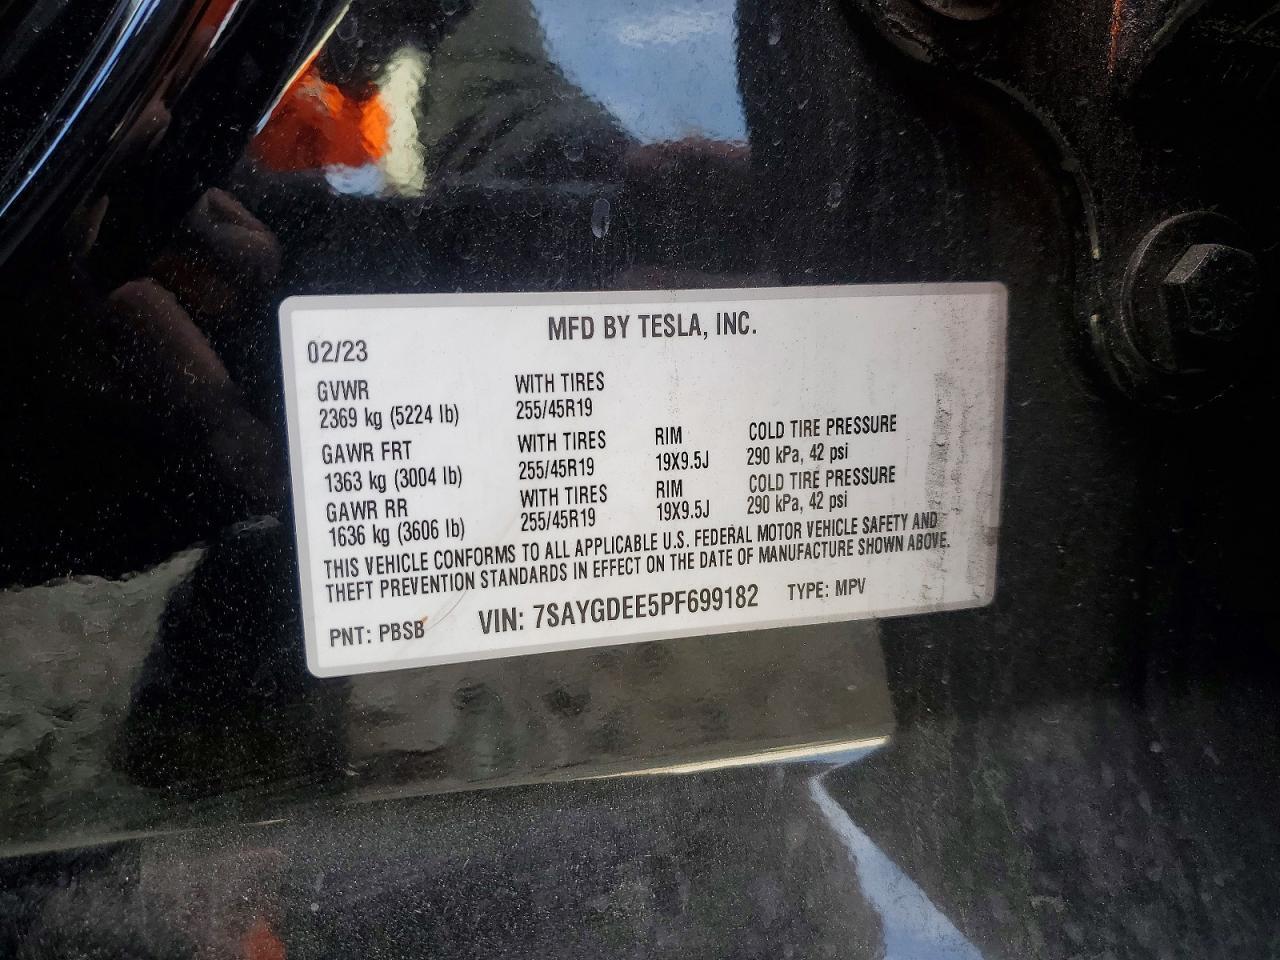 MFD BY TESLA, INC.
02/23
GVWR WITH TIRES
2369 kg (5224 lb) 255/45R19
GAWR FRT WITH TIRES RIM COLD TIRE PRESSURE
1363 kg (3004 lb) 255/45R19 19X9.5J 290 kPa, 42 psi
GAWR RR WITH TIRES RIM COLD TIRE PRESSURE
1636 kg (3606 lb) 255/45R19 19X9.5J 290 kPa, 42 psi
THIS VEHICLE CONFORMS TO ALL APPLICABLE U.S. FEDERAL MOTOR VEHICLE SAFETY AND
THEFT PREVENTION STANDARDS IN EFFECT ON THE DATE OF MANUFACTURE SHOWN ABOVE.
PNT: PBSB VIN: 7SAYGDEE5PF699182 TYPE: MPV